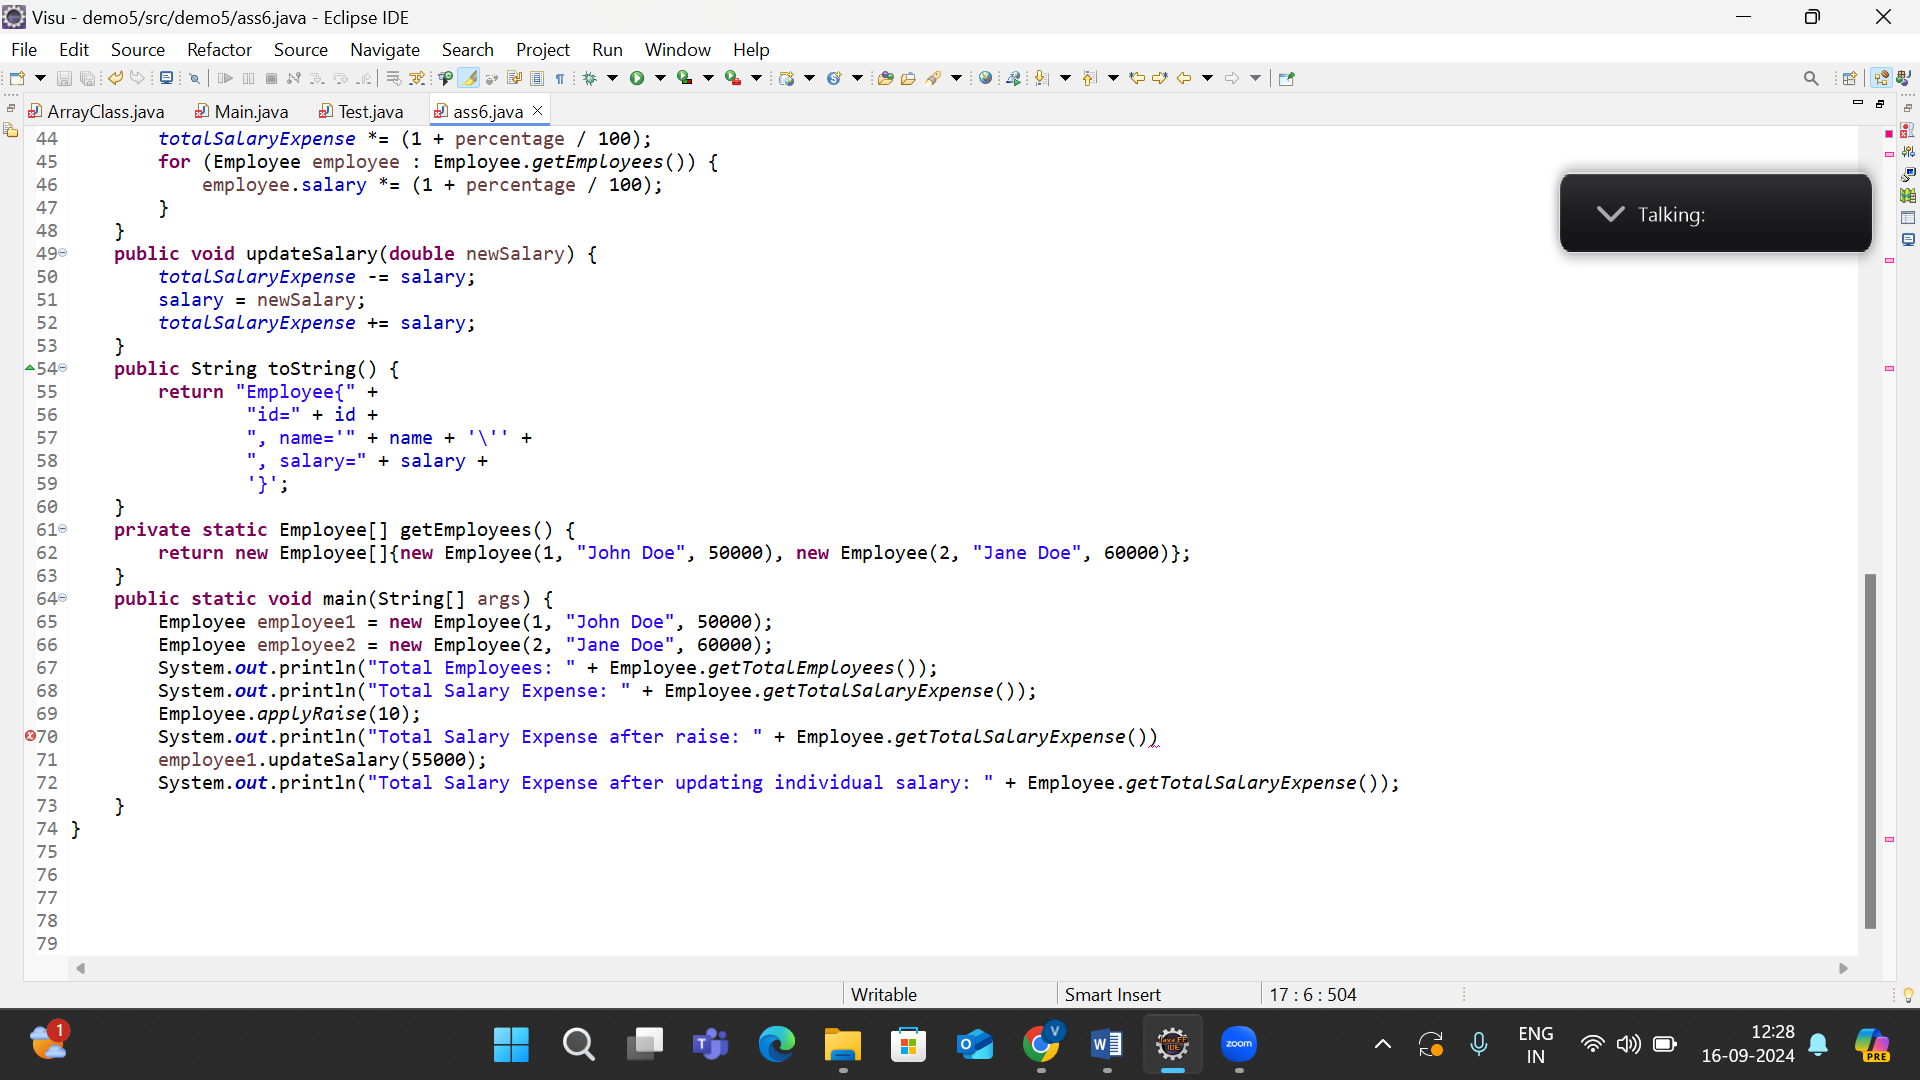 Visu - demo5/src/demo5/ass6.java - Eclipse IDE
File Edit Source Refactor Source Navigate Search Project Run Window Help
ArrayClass.java Main.java Test.java ass6.java
44 totalSalaryExpense *= (1 + percentage / 100);
45 for (Employee employee : Employee.getEmployees()) {
46 employee.salary *= (1 + percentage / 100);
47 }
48 }
49 public void updateSalary(double newSalary) {
50 totalSalaryExpense -= salary;
51 salary = newSalary;
52 totalSalaryExpense += salary;
53 }
54 public String toString() {
55 return "Employee{" +
56 "id=" + id +
57 ", name='" + name + '\'' +
58 ", salary=" + salary +
59 '}';
60 }
61 private static Employee[] getEmployees() {
62 return new Employee[]{new Employee(1, "John Doe", 50000), new Employee(2, "Jane Doe", 60000)};
63 }
64 public static void main(String[] args) {
65 Employee employee1 = new Employee(1, "John Doe", 50000);
66 Employee employee2 = new Employee(2, "Jane Doe", 60000);
67 System.out.println("Total Employees: " + Employee.getTotalEmployees());
68 System.out.println("Total Salary Expense: " + Employee.getTotalSalaryExpense());
69 Employee.applyRaise(10);
70 System.out.println("Total Salary Expense after raise: " + Employee.getTotalSalaryExpense())
71 employee1.updateSalary(55000);
72 System.out.println("Total Salary Expense after updating individual salary: " + Employee.getTotalSalaryExpense());
73 }
74 }
75
76
77
78
79
Talking:
Writable Smart Insert 17 : 6 : 504
1
V
zoom
ENG
IN
12:28
16-09-2024
PRE